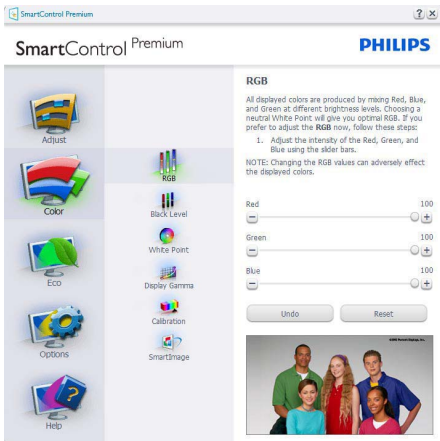 SmartControl Premium
SmartControl Premium
PHILIPS
Adjust
Color
Eco
Options
Help
RGB
Black Level
White Point
Display Gamma
Calibration
SmartImage
RGB
All displayed colors are produced by mixing Red, Blue,
and Green at different brightness levels. Choosing a
neutral White Point will give you optimal RGB. If you
prefer to adjust the RGB now, follow these steps:
1. Adjust the intensity of the Red, Green, and
Blue using the slider bars.
NOTE: Changing the RGB values can adversely effect
the displayed colors.
Red 100
Green 100
Blue 100
Undo Reset